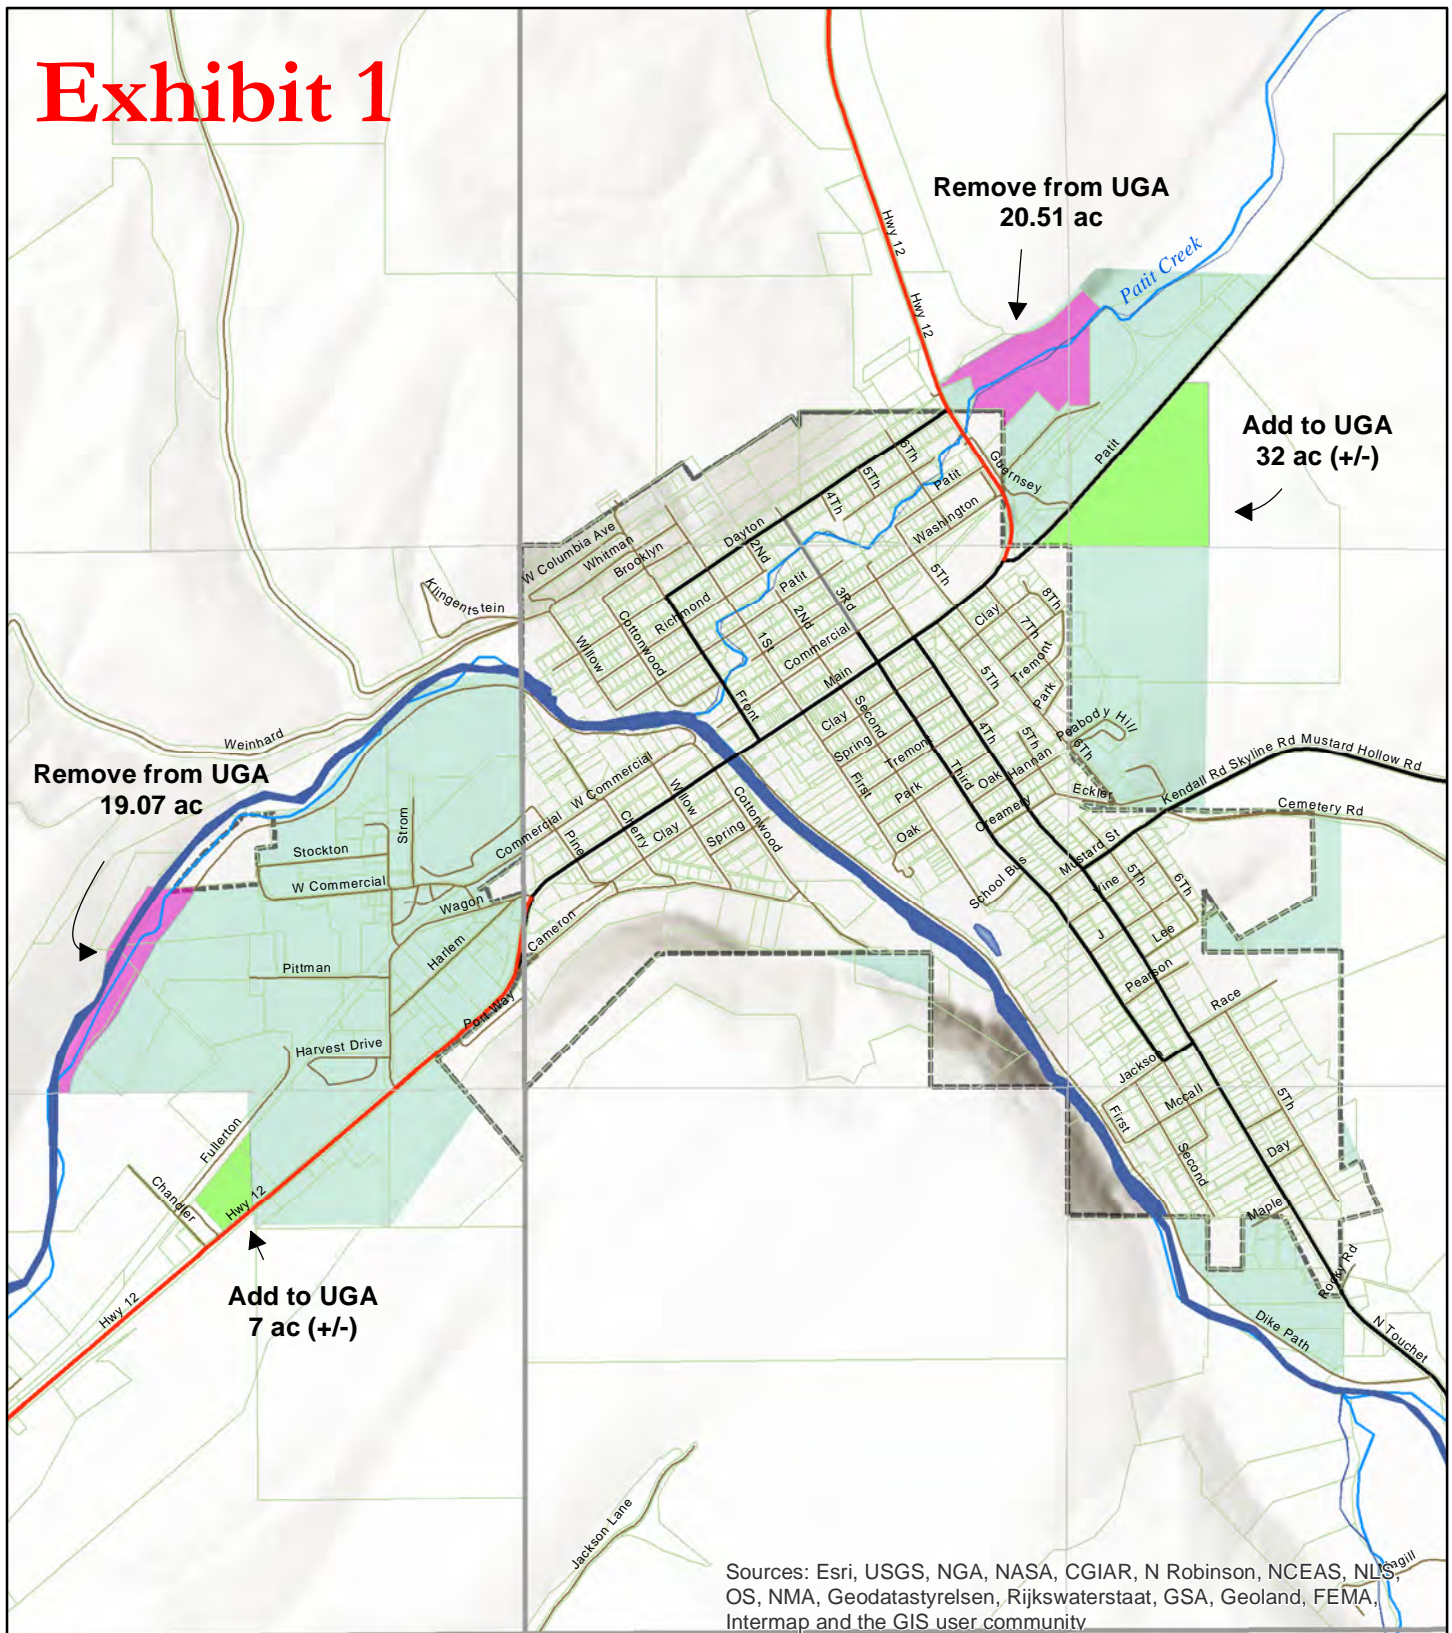 Exhibit 1
Remove from UGA
20.51 ac
Hwy 12
Hwy 12
Patit Creek
Add to UGA
32 ac (+/-)
Patit
Guernsey
6Th
5Th
4Th
Patit
Washington
Dayton
2Nd
W Columbia Ave
Whitman
Brooklyn
Klingentstein
Richmond
Cottonwood
Willow
Patit
3Rd
2Nd
1St
Commercial
Main
Front
5Th
Clay
8Th
7Th
Tremont
5Th
Park
Peabody Hill
6Th
5Th
Hannan
4Th
Eckler
Kendall Rd Skyline Rd Mustard Hollow Rd
Cemetery Rd
Second
Clay
Spring
Tremont
First
Park
Third
Oak
Creamery
Oak
Mustard St
School Bus
Vine
5Th
6Th
J
Lee
Pearson
Race
Jackson
Mccall
First
Second
5Th
Day
Maple
Rocky Rd
N Touchet
Dike Path
Weinhard
Remove from UGA
19.07 ac
Strom
Stockton
W Commercial
Wagon
Commercial
W Commercial
Pine
Cherry
Willow
Clay
Spring
Cottonwood
Cameron
Harlem
Pittman
Port Way
Harvest Drive
Fullerton
Chandler
Hwy 12
Hwy 12
Add to UGA
7 ac (+/-)
Jackson Lane
Sources: Esri, USGS, NGA, NASA, CGIAR, N Robinson, NCEAS, NLS,
OS, NMA, Geodatastyrelsen, Rijkswaterstaat, GSA, Geoland, FEMA,
Intermap and the GIS user community